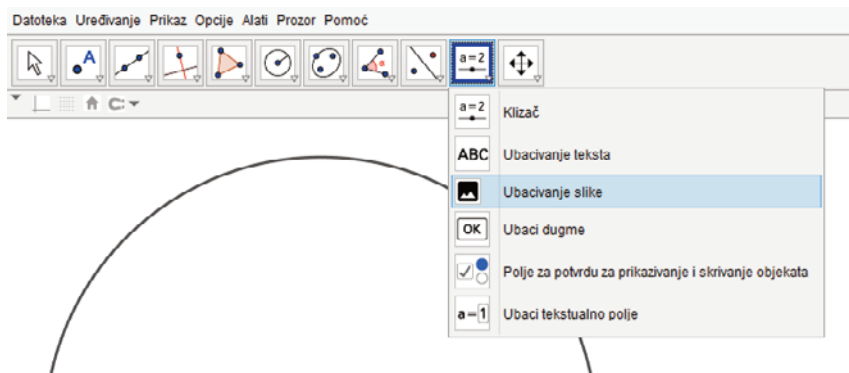 Datoteka Uređivanje Prikaz Opcije Alati Prozor Pomoć
A
a=2
a=2 Klizač
ABC Ubacivanje teksta
Ubacivanje slike
OK Ubaci dugme
Polje za potvrdu za prikazivanje i skrivanje objekata
a=1 Ubaci tekstualno polje